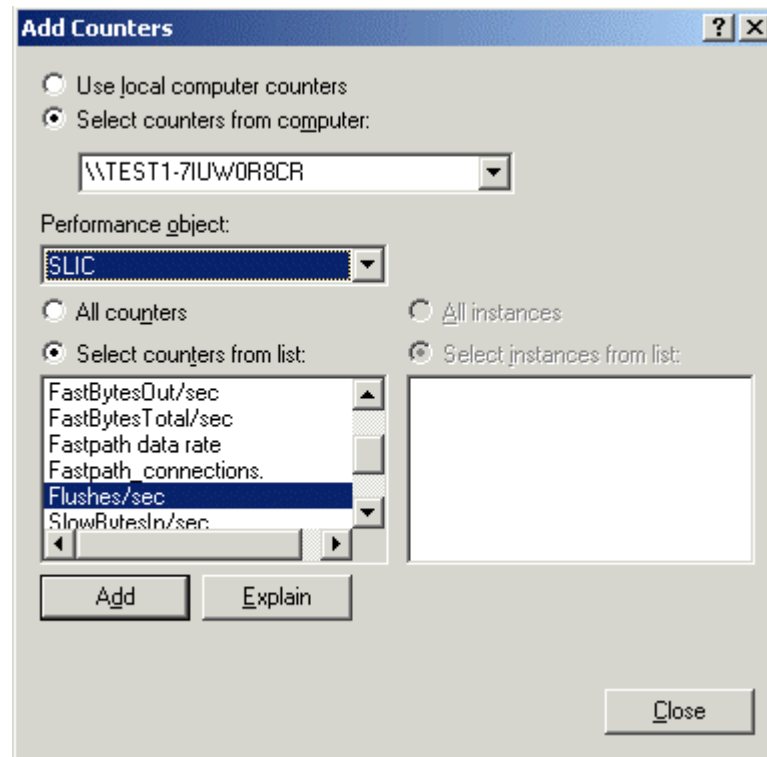 Add Counters
Use local computer counters
Select counters from computer:
\\TEST1-7IUW0R8CR
Performance object:
SLIC
All counters
All instances
Select counters from list:
Select instances from list:
FastBytesOut/sec
FastBytesTotal/sec
Fastpath data rate
Fastpath_connections.
Flushes/sec
SlowBytesIn/sec
Add
Explain
Close